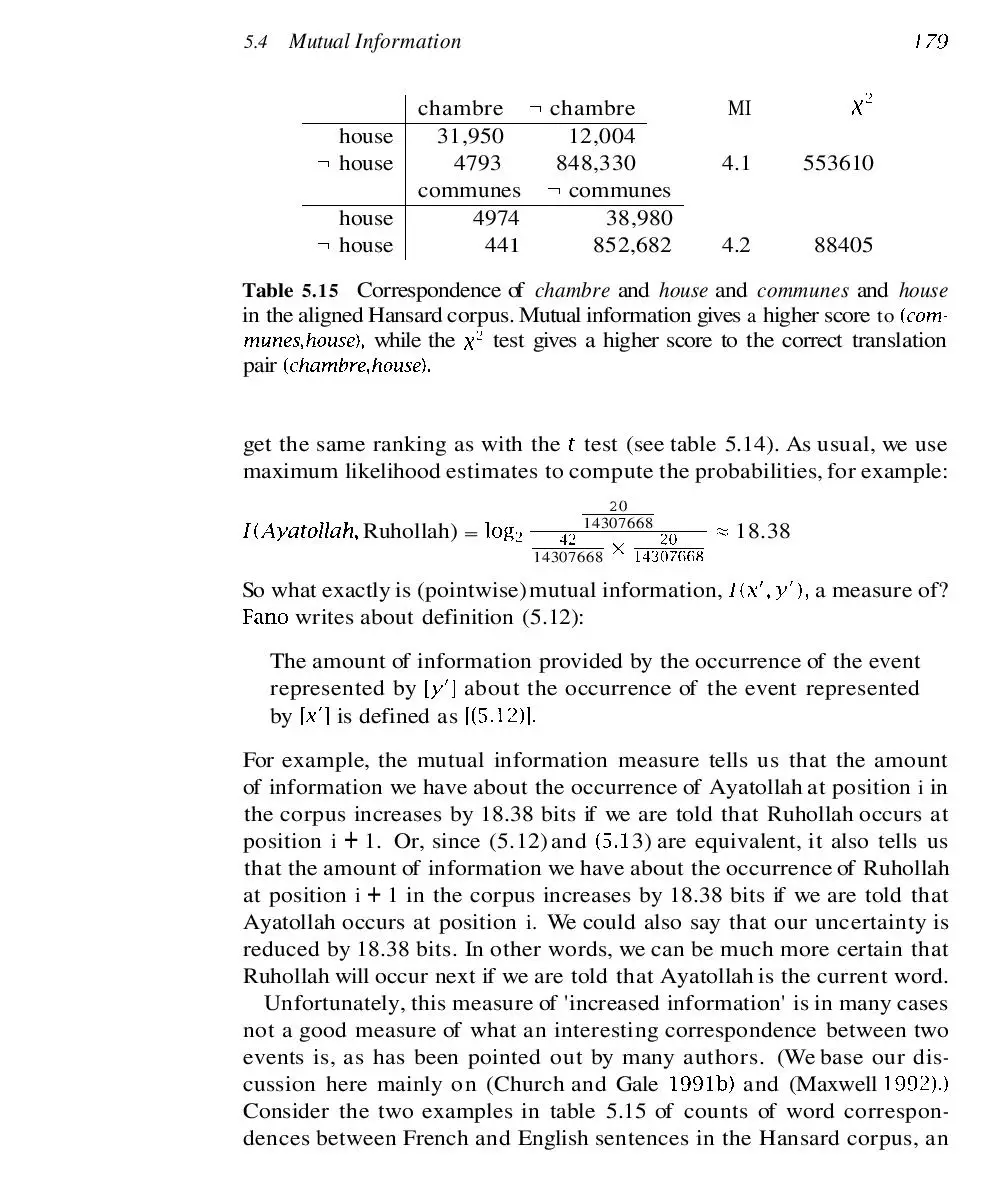 5.4 Mutual Information 179
chambre ¬ chambre MI χ²
house 31,950 12,004
¬ house 4793 848,330 4.1 553610
communes ¬ communes
house 4974 38,980
¬ house 441 852,682 4.2 88405
Table 5.15 Correspondence of chambre and house and communes and house
in the aligned Hansard corpus. Mutual information gives a higher score to (com-
munes,house), while the χ² test gives a higher score to the correct translation
pair (chambre,house).
get the same ranking as with the t test (see table 5.14). As usual, we use
maximum likelihood estimates to compute the probabilities, for example:
20
14307668
I(Ayatollah, Ruhollah) = log₂ ≈ 18.38
42 × 20
14307668 14307668
So what exactly is (pointwise) mutual information, I(x′, y′), a measure of?
Fano writes about definition (5.12):
The amount of information provided by the occurrence of the event
represented by [y′] about the occurrence of the event represented
by [x′] is defined as [(5.12)].
For example, the mutual information measure tells us that the amount
of information we have about the occurrence of Ayatollah at position i in
the corpus increases by 18.38 bits if we are told that Ruhollah occurs at
position i + 1. Or, since (5.12) and (5.13) are equivalent, it also tells us
that the amount of information we have about the occurrence of Ruhollah
at position i + 1 in the corpus increases by 18.38 bits if we are told that
Ayatollah occurs at position i. We could also say that our uncertainty is
reduced by 18.38 bits. In other words, we can be much more certain that
Ruhollah will occur next if we are told that Ayatollah is the current word.
Unfortunately, this measure of 'increased information' is in many cases
not a good measure of what an interesting correspondence between two
events is, as has been pointed out by many authors. (We base our dis-
cussion here mainly on (Church and Gale 1991b) and (Maxwell 1992).)
Consider the two examples in table 5.15 of counts of word correspon-
dences between French and English sentences in the Hansard corpus, an